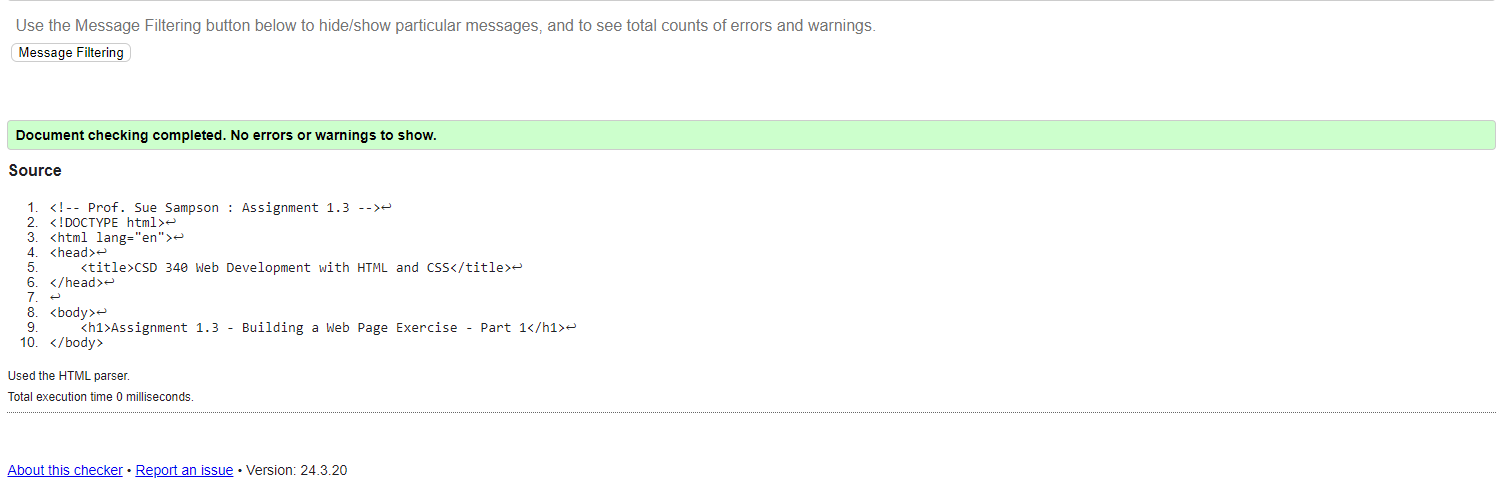 Use the Message Filtering button below to hide/show particular messages, and to see total counts of errors and warnings.
Message Filtering
Document checking completed. No errors or warnings to show.
Source
1. <!-- Prof. Sue Sampson : Assignment 1.3 -->↩
2. <!DOCTYPE html>↩
3. <html lang="en">↩
4. <head>↩
5.     <title>CSD 340 Web Development with HTML and CSS</title>↩
6. </head>↩
7. ↩
8. <body>↩
9.     <h1>Assignment 1.3 - Building a Web Page Exercise - Part 1</h1>↩
10. </body>
Used the HTML parser.
Total execution time 0 milliseconds.
About this checker • Report an issue • Version: 24.3.20